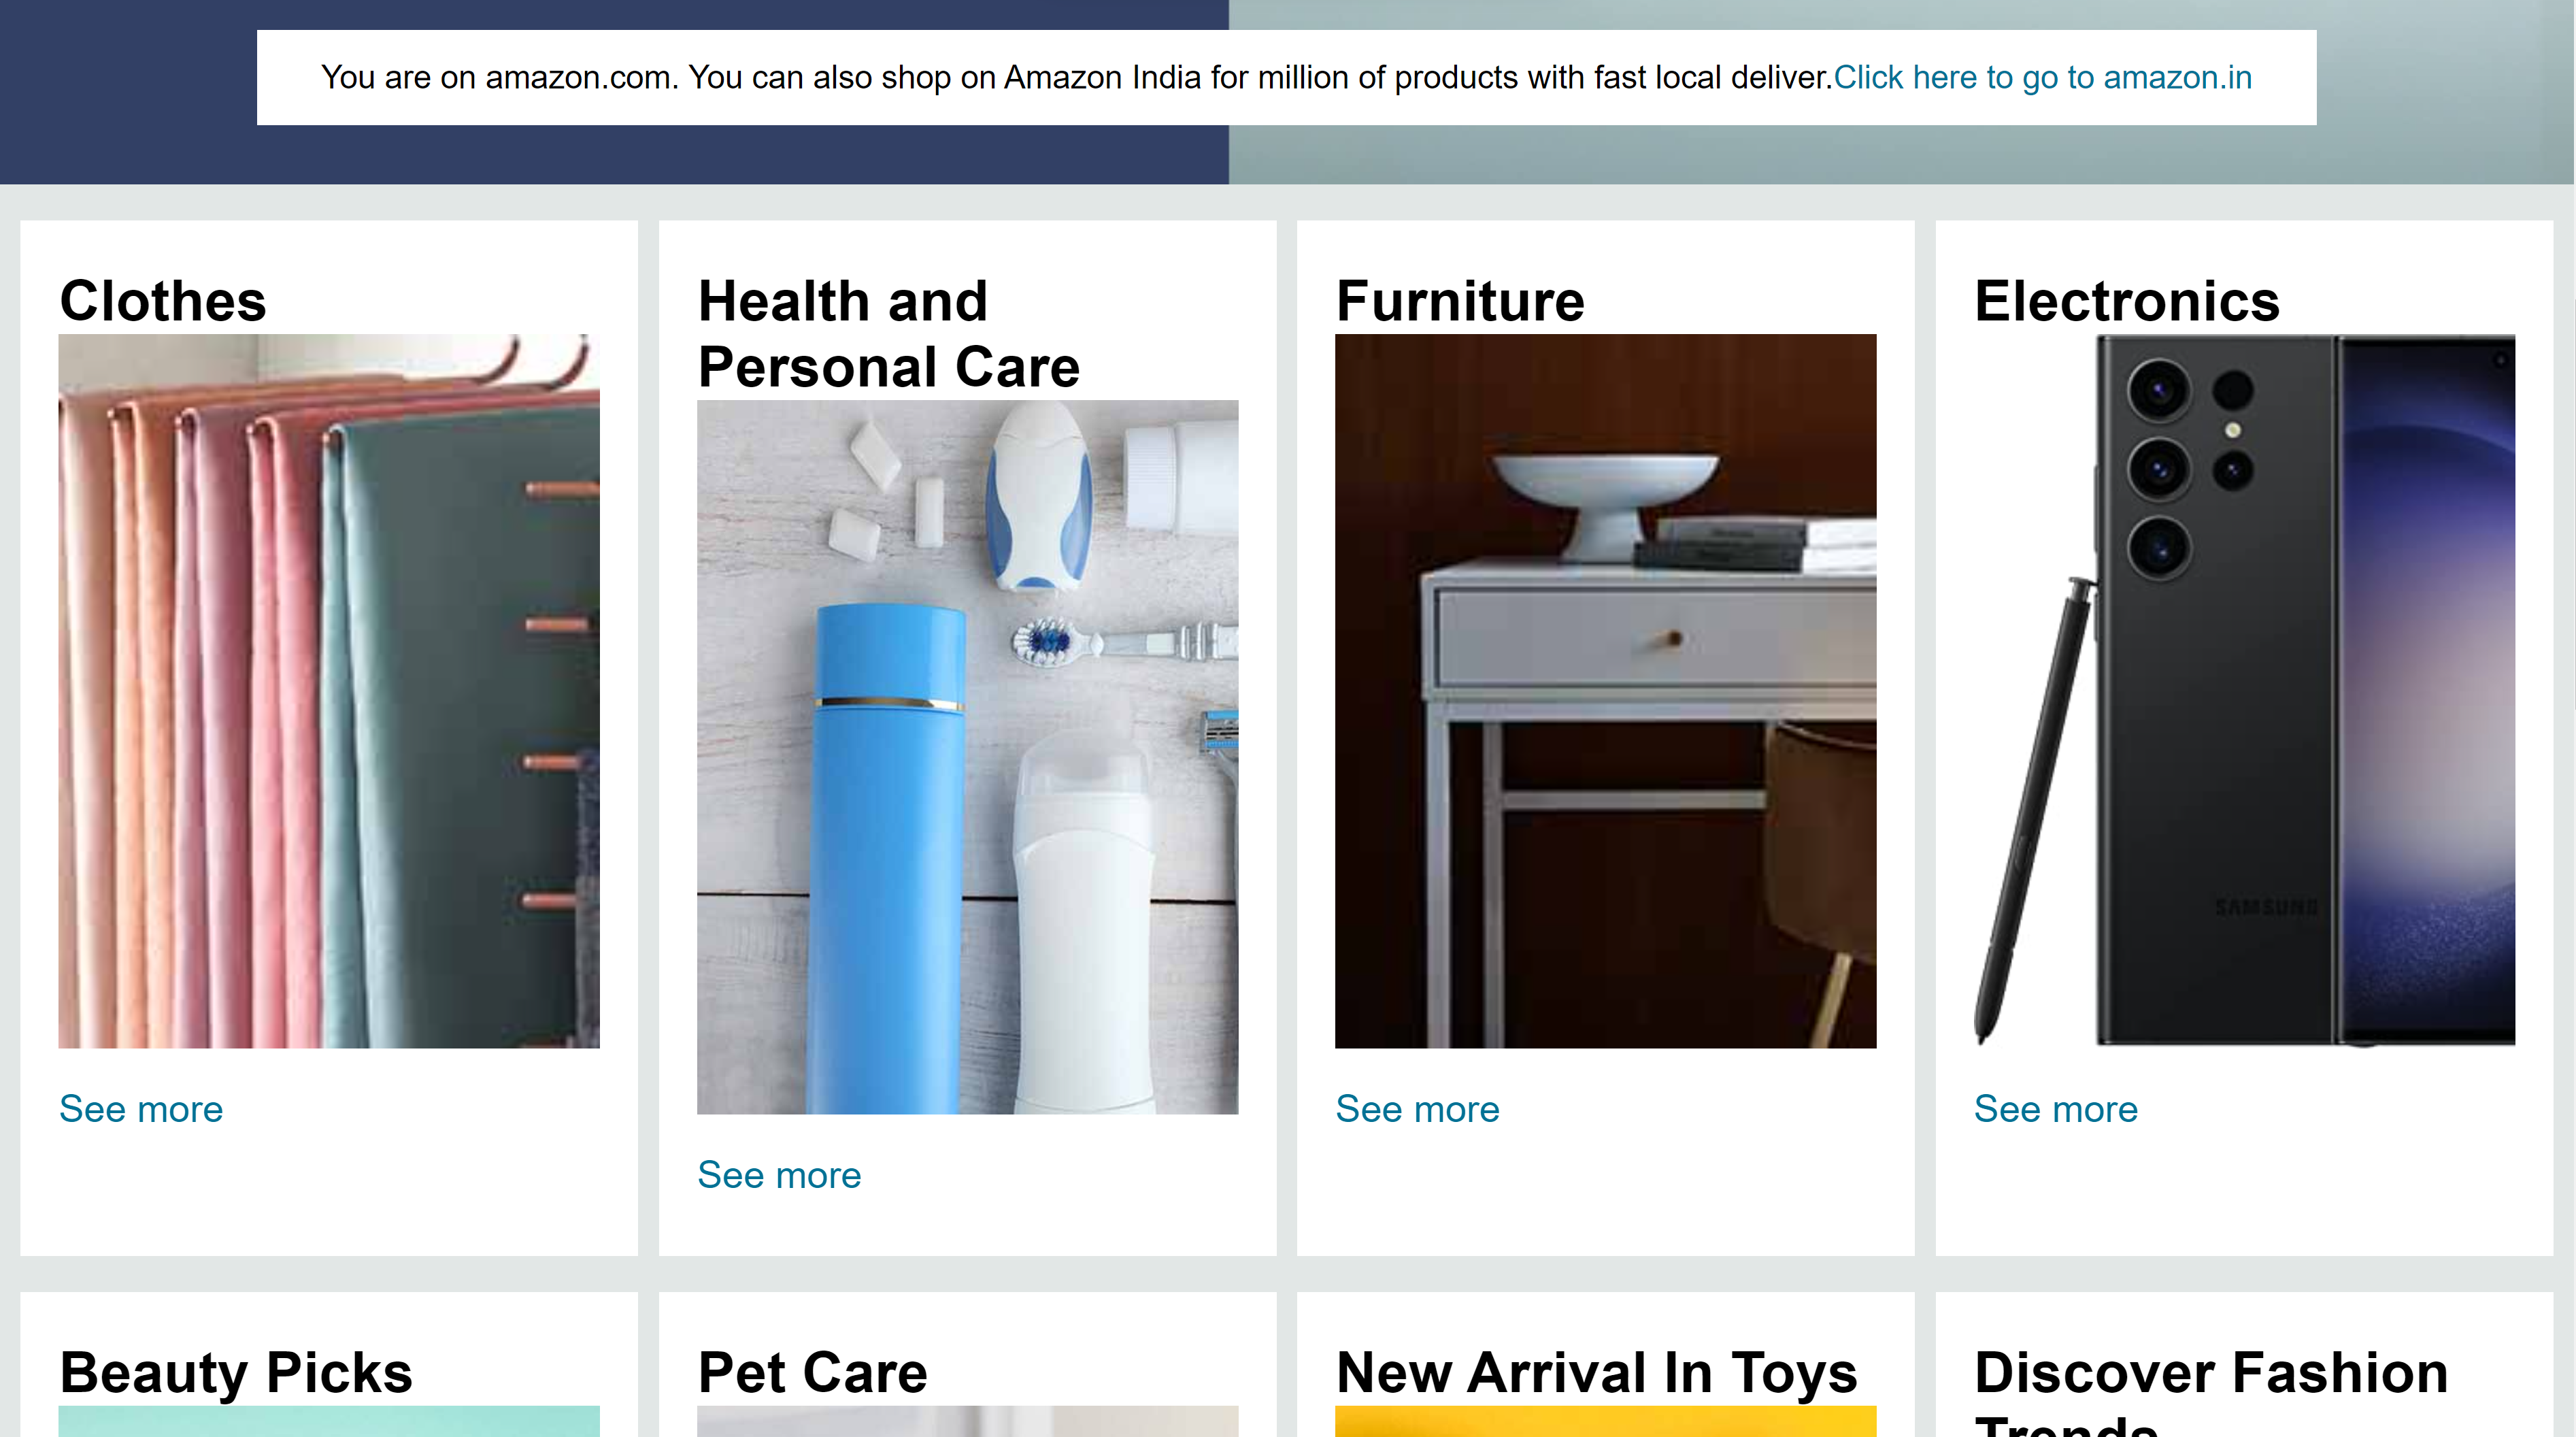 You are on amazon.com. You can also shop on Amazon India for million of products with fast local deliver.Click here to go to amazon.in
Clothes
Health and
Personal Care
Furniture
Electronics
SAMSUNG
See more
See more
See more
See more
Beauty Picks
Pet Care
New Arrival In Toys
Discover Fashion
Trends